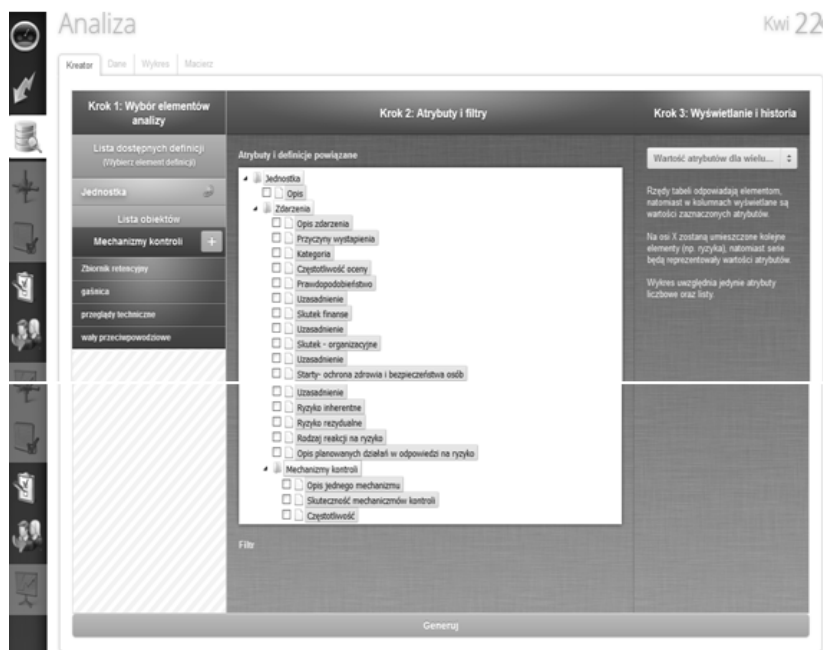 Analiza
Kwi 22
Kreator Dane Wykres Macierz
Krok 1: Wybór elementów
analizy
Lista dostępnych definicji
(Wybierz element definicji)
Jednostka
Lista obiektów
Mechanizmy kontroli +
Zbiornik retencyjny
gaśnica
przeglądy techniczne
wały przeciwpowodziowe
Krok 2: Atrybuty i filtry
Atrybuty i definicje powiązane
Jednostka
Opis
Zdarzenia
Opis zdarzenia
Przyczyny wystąpienia
Kategoria
Częstotliwość oceny
Prawdopodobieństwo
Uzasadnienie
Skutek finanse
Uzasadnienie
Skutek - organizacyjne
Uzasadnienie
Starty- ochrona zdrowia i bezpieczeństwa osób
Uzasadnienie
Ryzyko inherentne
Ryzyko rezydualne
Rodzaj reakcji na ryzyko
Opis planowanych działań w odpowiedzi na ryzyko
Mechanizmy kontroli
Opis jednego mechanizmu
Skuteczność mechaniczmów kontroli
Częstotliwość
Filtr
Krok 3: Wyświetlanie i historia
Wartość atrybutów dla wielu...
Rzędy tabeli odpowiadają elementom,
natomiast w kolumnach wyświetlane są
wartości zaznaczonych atrybutów.
Na osi X zostaną umieszczone kolejne
elementy (np. ryzyka), natomiast serie
będą reprezentowały wartości atrybutów.
Wykres uwzględnia jedynie atrybuty
liczbowe oraz listy.
Generuj